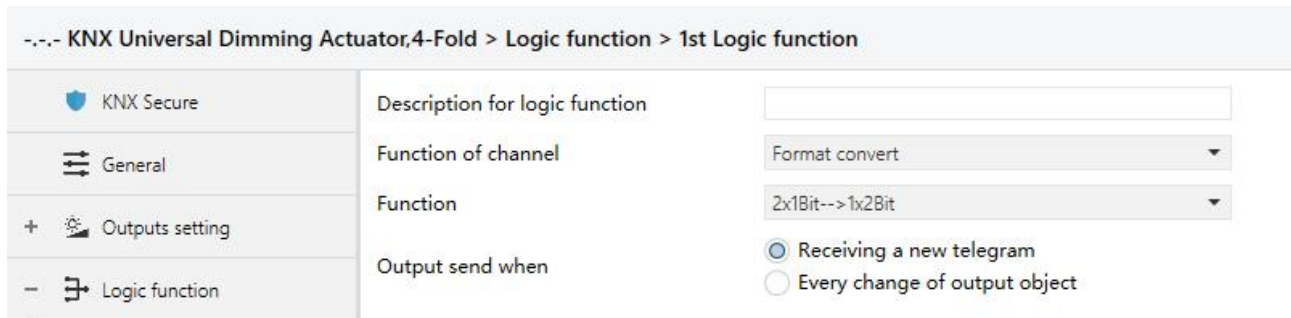 -.-.- KNX Universal Dimming Actuator,4-Fold > Logic function > 1st Logic function
KNX Secure
General
+ Outputs setting
- Logic function
Description for logic function
Function of channel Format convert
Function 2x1Bit-->1x2Bit
Output send when Receiving a new telegram
Every change of output object